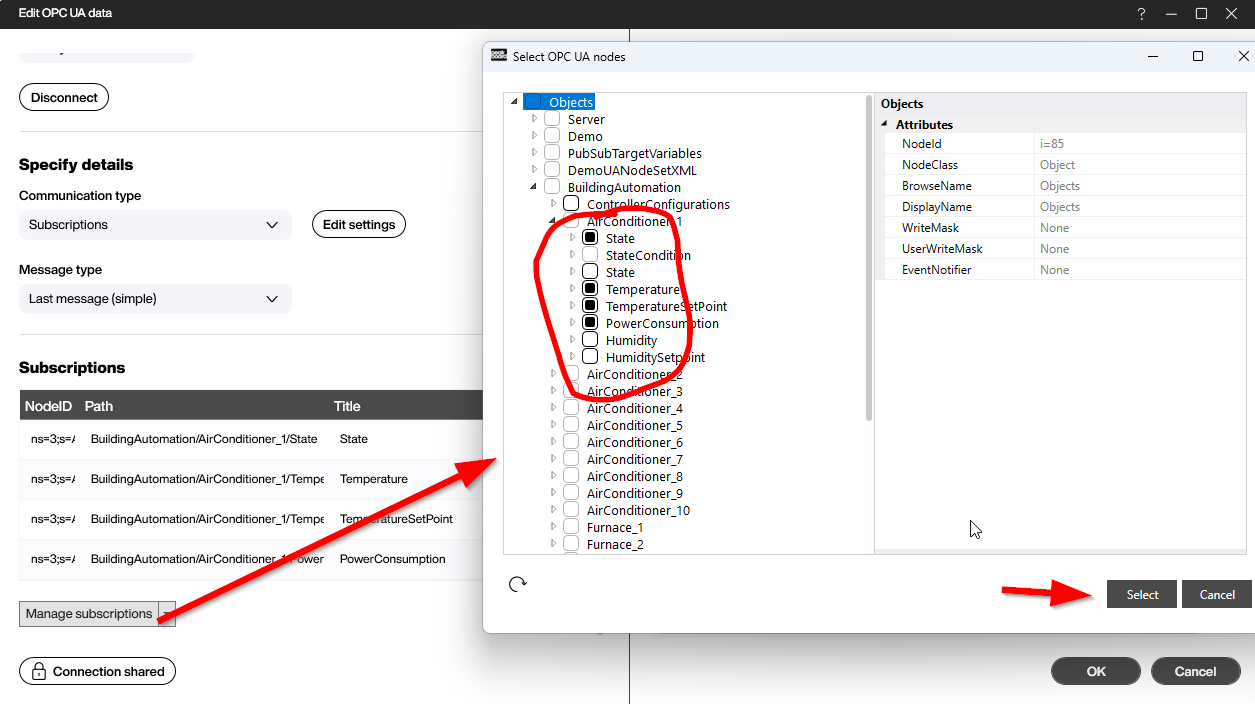 Edit OPC UA data
?
Disconnect
Specify details
Communication type
Subscriptions
Edit settings
Message type
Last message (simple)
Subscriptions
NodeID Path Title
ns=3;s=A BuildingAutomation/AirConditioner_1/State State
ns=3;s=A BuildingAutomation/AirConditioner_1/Tempe Temperature
ns=3;s=A BuildingAutomation/AirConditioner_1/Tempe TemperatureSetPoint
ns=3;s=A BuildingAutomation/AirConditioner_1/Power PowerConsumption
Manage subscriptions
Connection shared
Select OPC UA nodes
Objects
Server
Demo
PubSubTargetVariables
DemoUANodeSetXML
BuildingAutomation
ControllerConfigurations
AirConditioner_1
State
StateCondition
State
Temperature
TemperatureSetPoint
PowerConsumption
Humidity
HumiditySetpoint
AirConditioner_2
AirConditioner_3
AirConditioner_4
AirConditioner_5
AirConditioner_6
AirConditioner_7
AirConditioner_8
AirConditioner_9
AirConditioner_10
Furnace_1
Furnace_2
Objects
Attributes
NodeId i=85
NodeClass Object
BrowseName Objects
DisplayName Objects
WriteMask None
UserWriteMask None
EventNotifier None
Select Cancel
OK Cancel